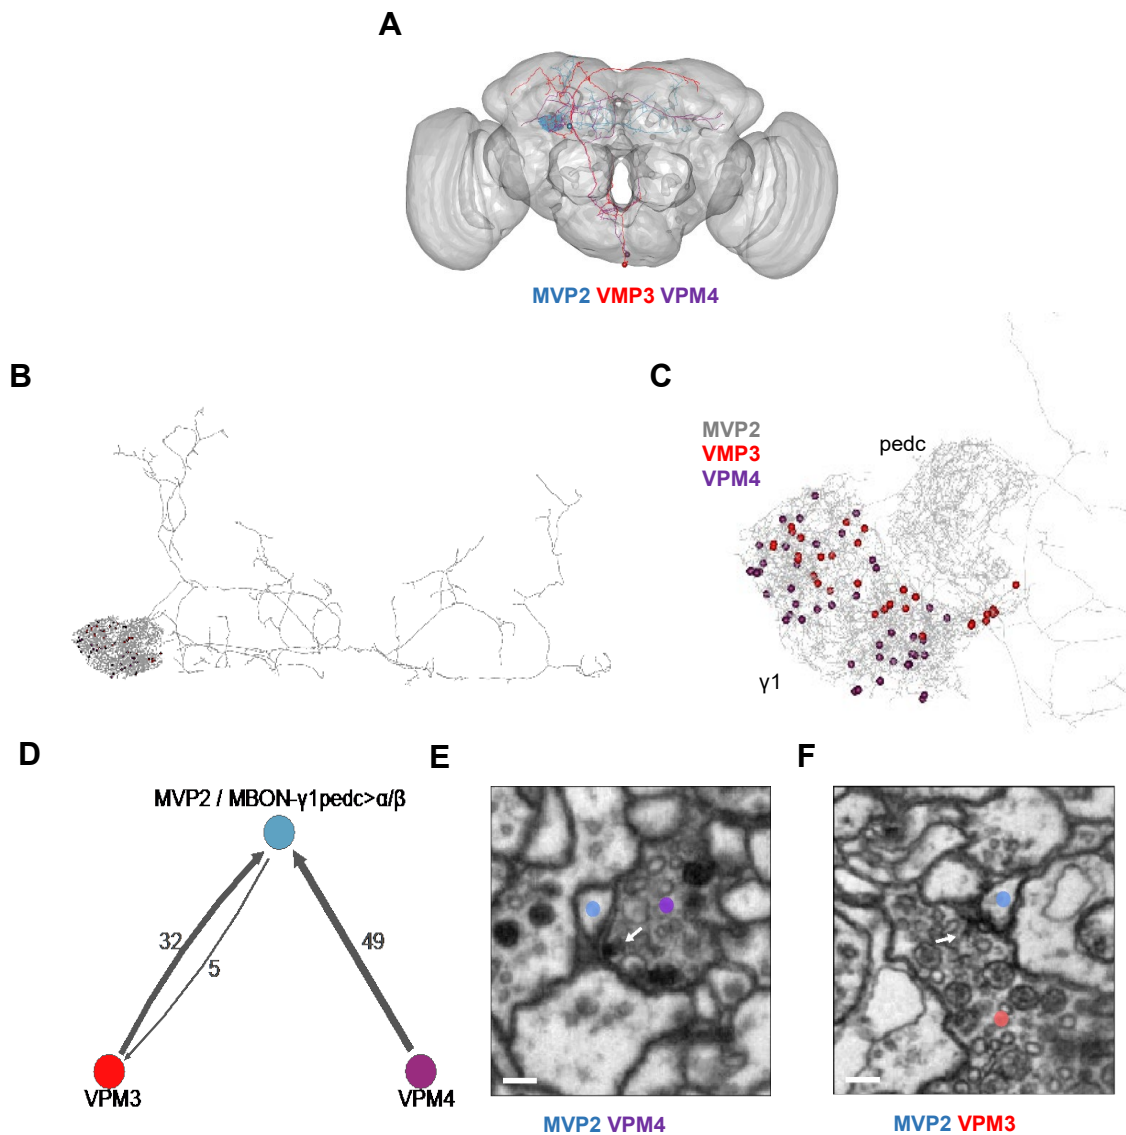 A
MVP2 VMP3 VPM4
B
C
MVP2
VMP3
VPM4
pedc
γ1
D
MVP2 / MBON-γ1pedc>α/β
32
5
49
VPM3
VPM4
E
MVP2 VPM4
F
MVP2 VPM3